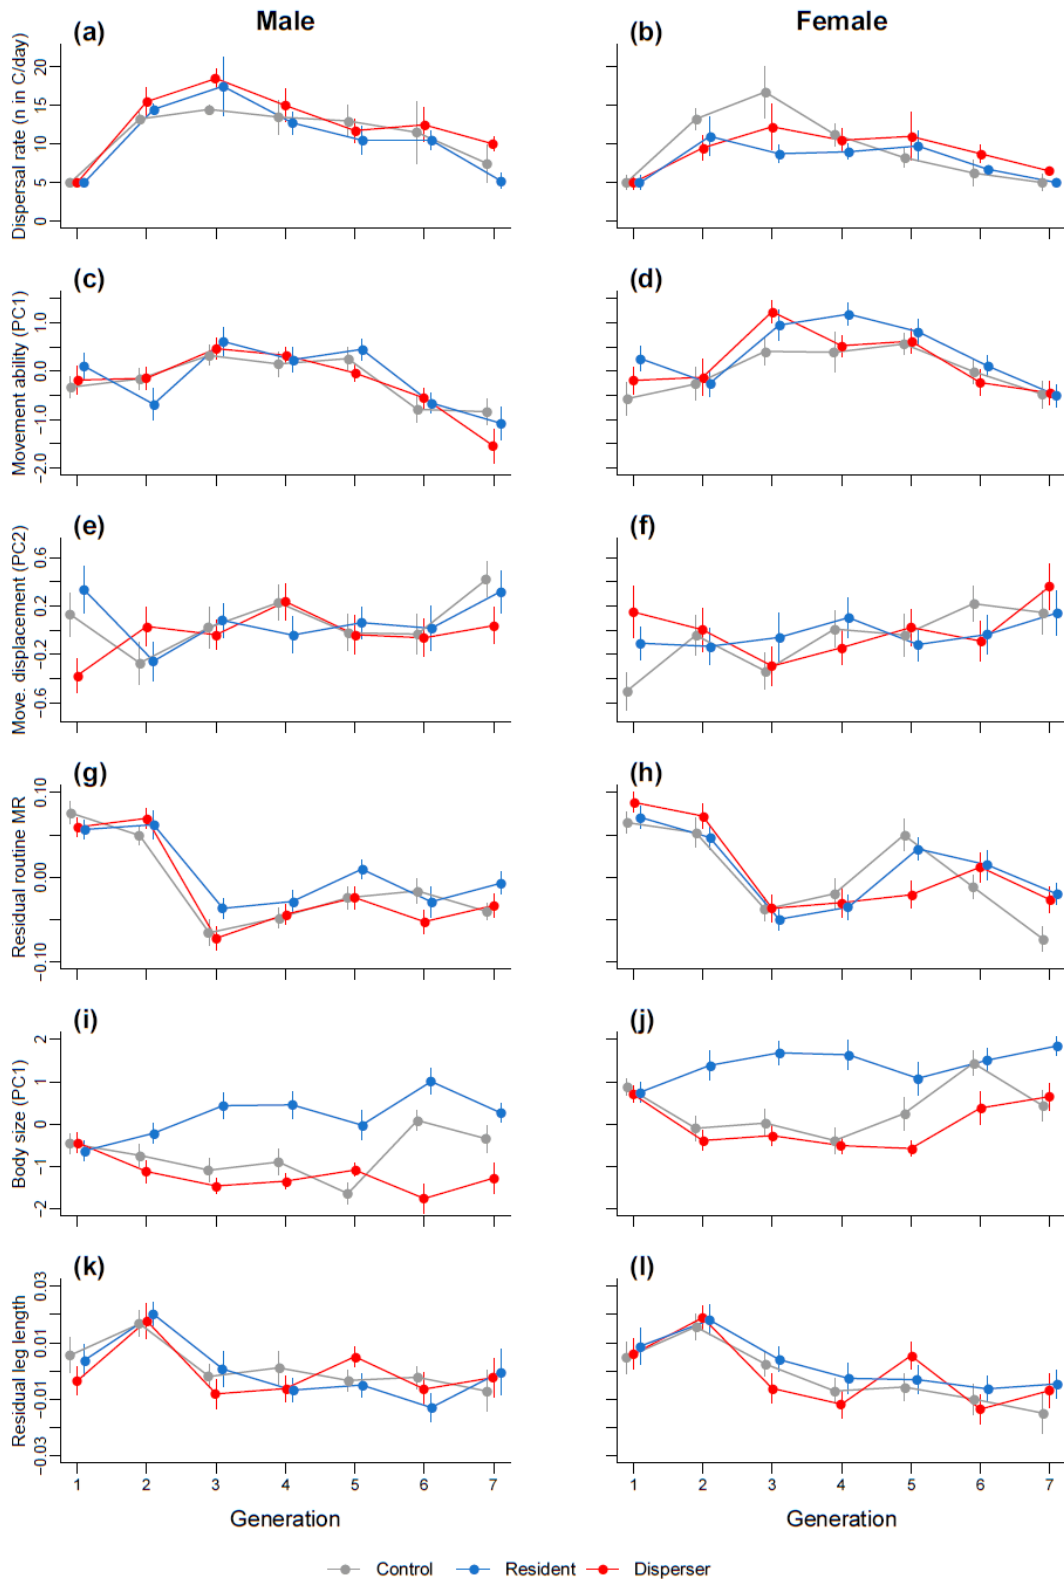 Male Female
(a) (b)
Dispersal rate (n in C/day)
20
15
10
5
0
(c) (d)
Movement ability (PC1)
1.0
0.0
−1.0
−2.0
(e) (f)
Move. displacement (PC2)
0.6
0.2
−0.2
−0.6
(g) (h)
Residual routine MR
0.10
0.00
−0.10
(i) (j)
Body size (PC1)
2
1
0
−1
−2
(k) (l)
Residual leg length
0.03
0.01
−0.01
−0.03
1 2 3 4 5 6 7 1 2 3 4 5 6 7
Generation Generation
Control Resident Disperser